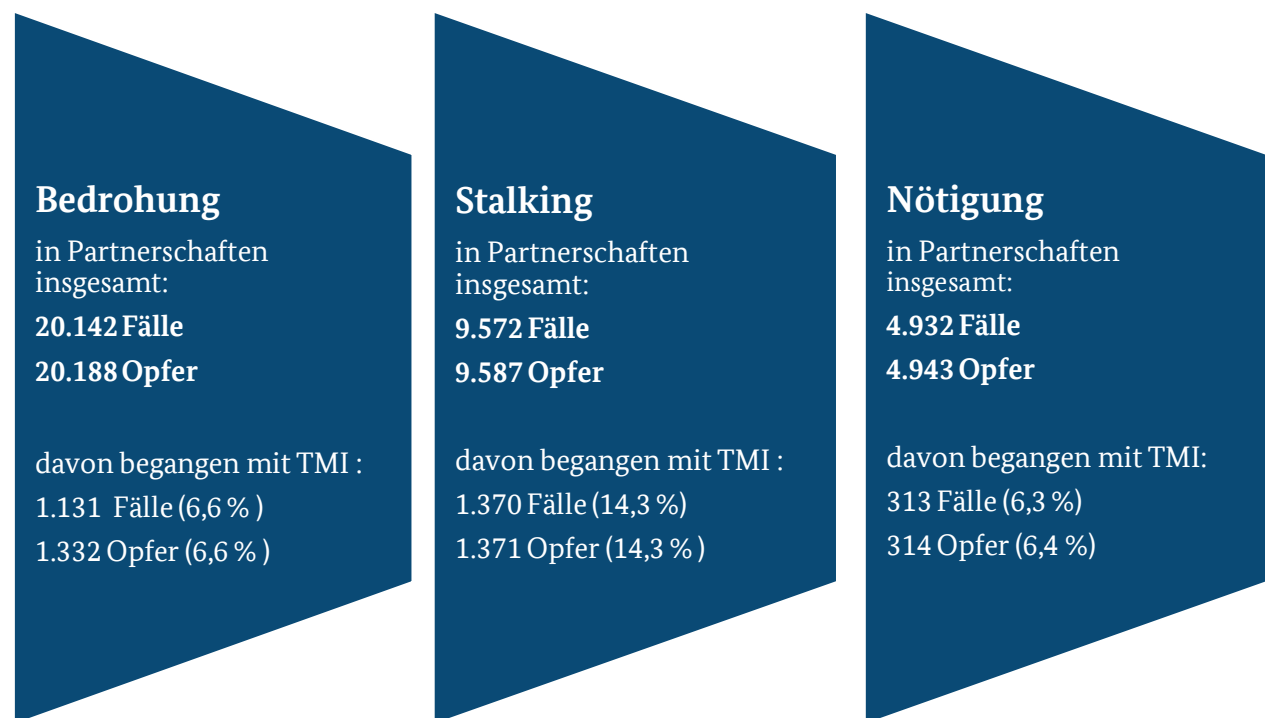 Bedrohung
in Partnerschaften
insgesamt:
20.142 Fälle
20.188 Opfer
davon begangen mit TMI :
1.131 Fälle (6,6 % )
1.332 Opfer (6,6 % )
Stalking
in Partnerschaften
insgesamt:
9.572 Fälle
9.587 Opfer
davon begangen mit TMI :
1.370 Fälle (14,3 %)
1.371 Opfer (14,3 % )
Nötigung
in Partnerschaften
insgesamt:
4.932 Fälle
4.943 Opfer
davon begangen mit TMI:
313 Fälle (6,3 %)
314 Opfer (6,4 %)